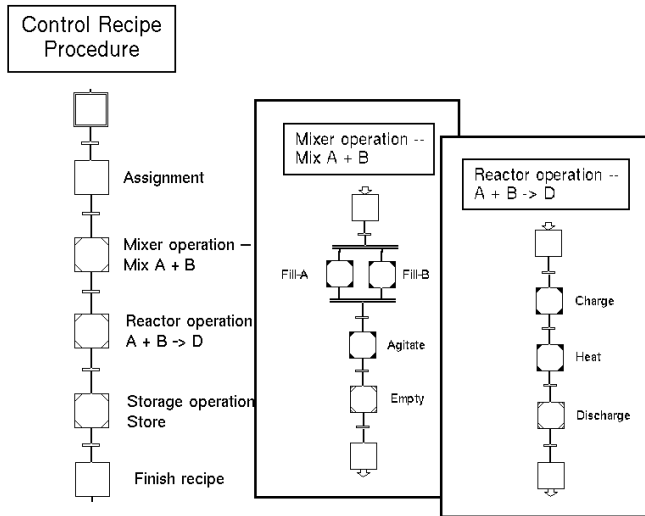 Control Recipe
Procedure
Assignment
Mixer operation –
Mix A + B
Reactor operation
A + B -> D
Storage operation
Store
Finish recipe
Mixer operation --
Mix A + B
Fill-A
Fill-B
Agitate
Empty
Reactor operation --
A + B -> D
Charge
Heat
Discharge